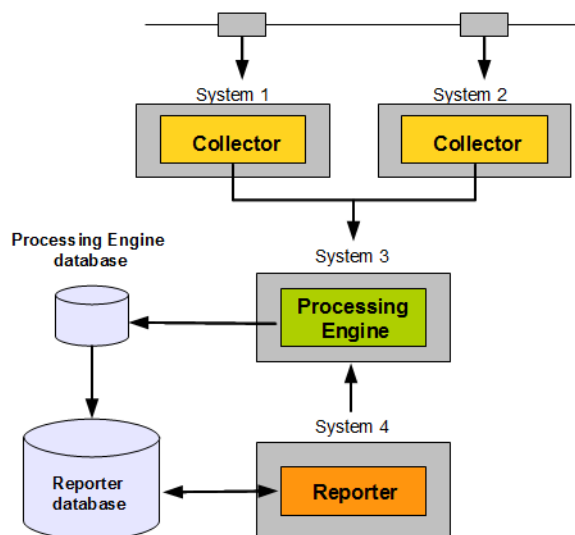 System 1
System 2
Collector
Collector
Processing Engine
database
System 3
Processing
Engine
System 4
Reporter
database
Reporter